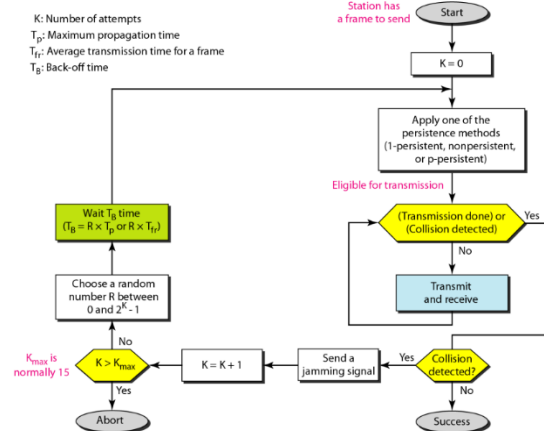 K: Number of attempts
Tp: Maximum propagation time
Tfr: Average transmission time for a frame
TB: Back-off time
Station has
a frame to send
Start
K = 0
Apply one of the
persistence methods
(1-persistent, nonpersistent,
or p-persistent)
Eligible for transmission
(Transmission done) or
(Collision detected)
Yes
No
Transmit
and receive
Wait TB time
(TB = R × Tp or R × Tfr)
Choose a random
number R between
0 and 2^K - 1
No
Kmax is
normally 15
K > Kmax
Yes
Abort
K = K + 1
Send a
jamming signal
Yes
Collision
detected?
No
Success